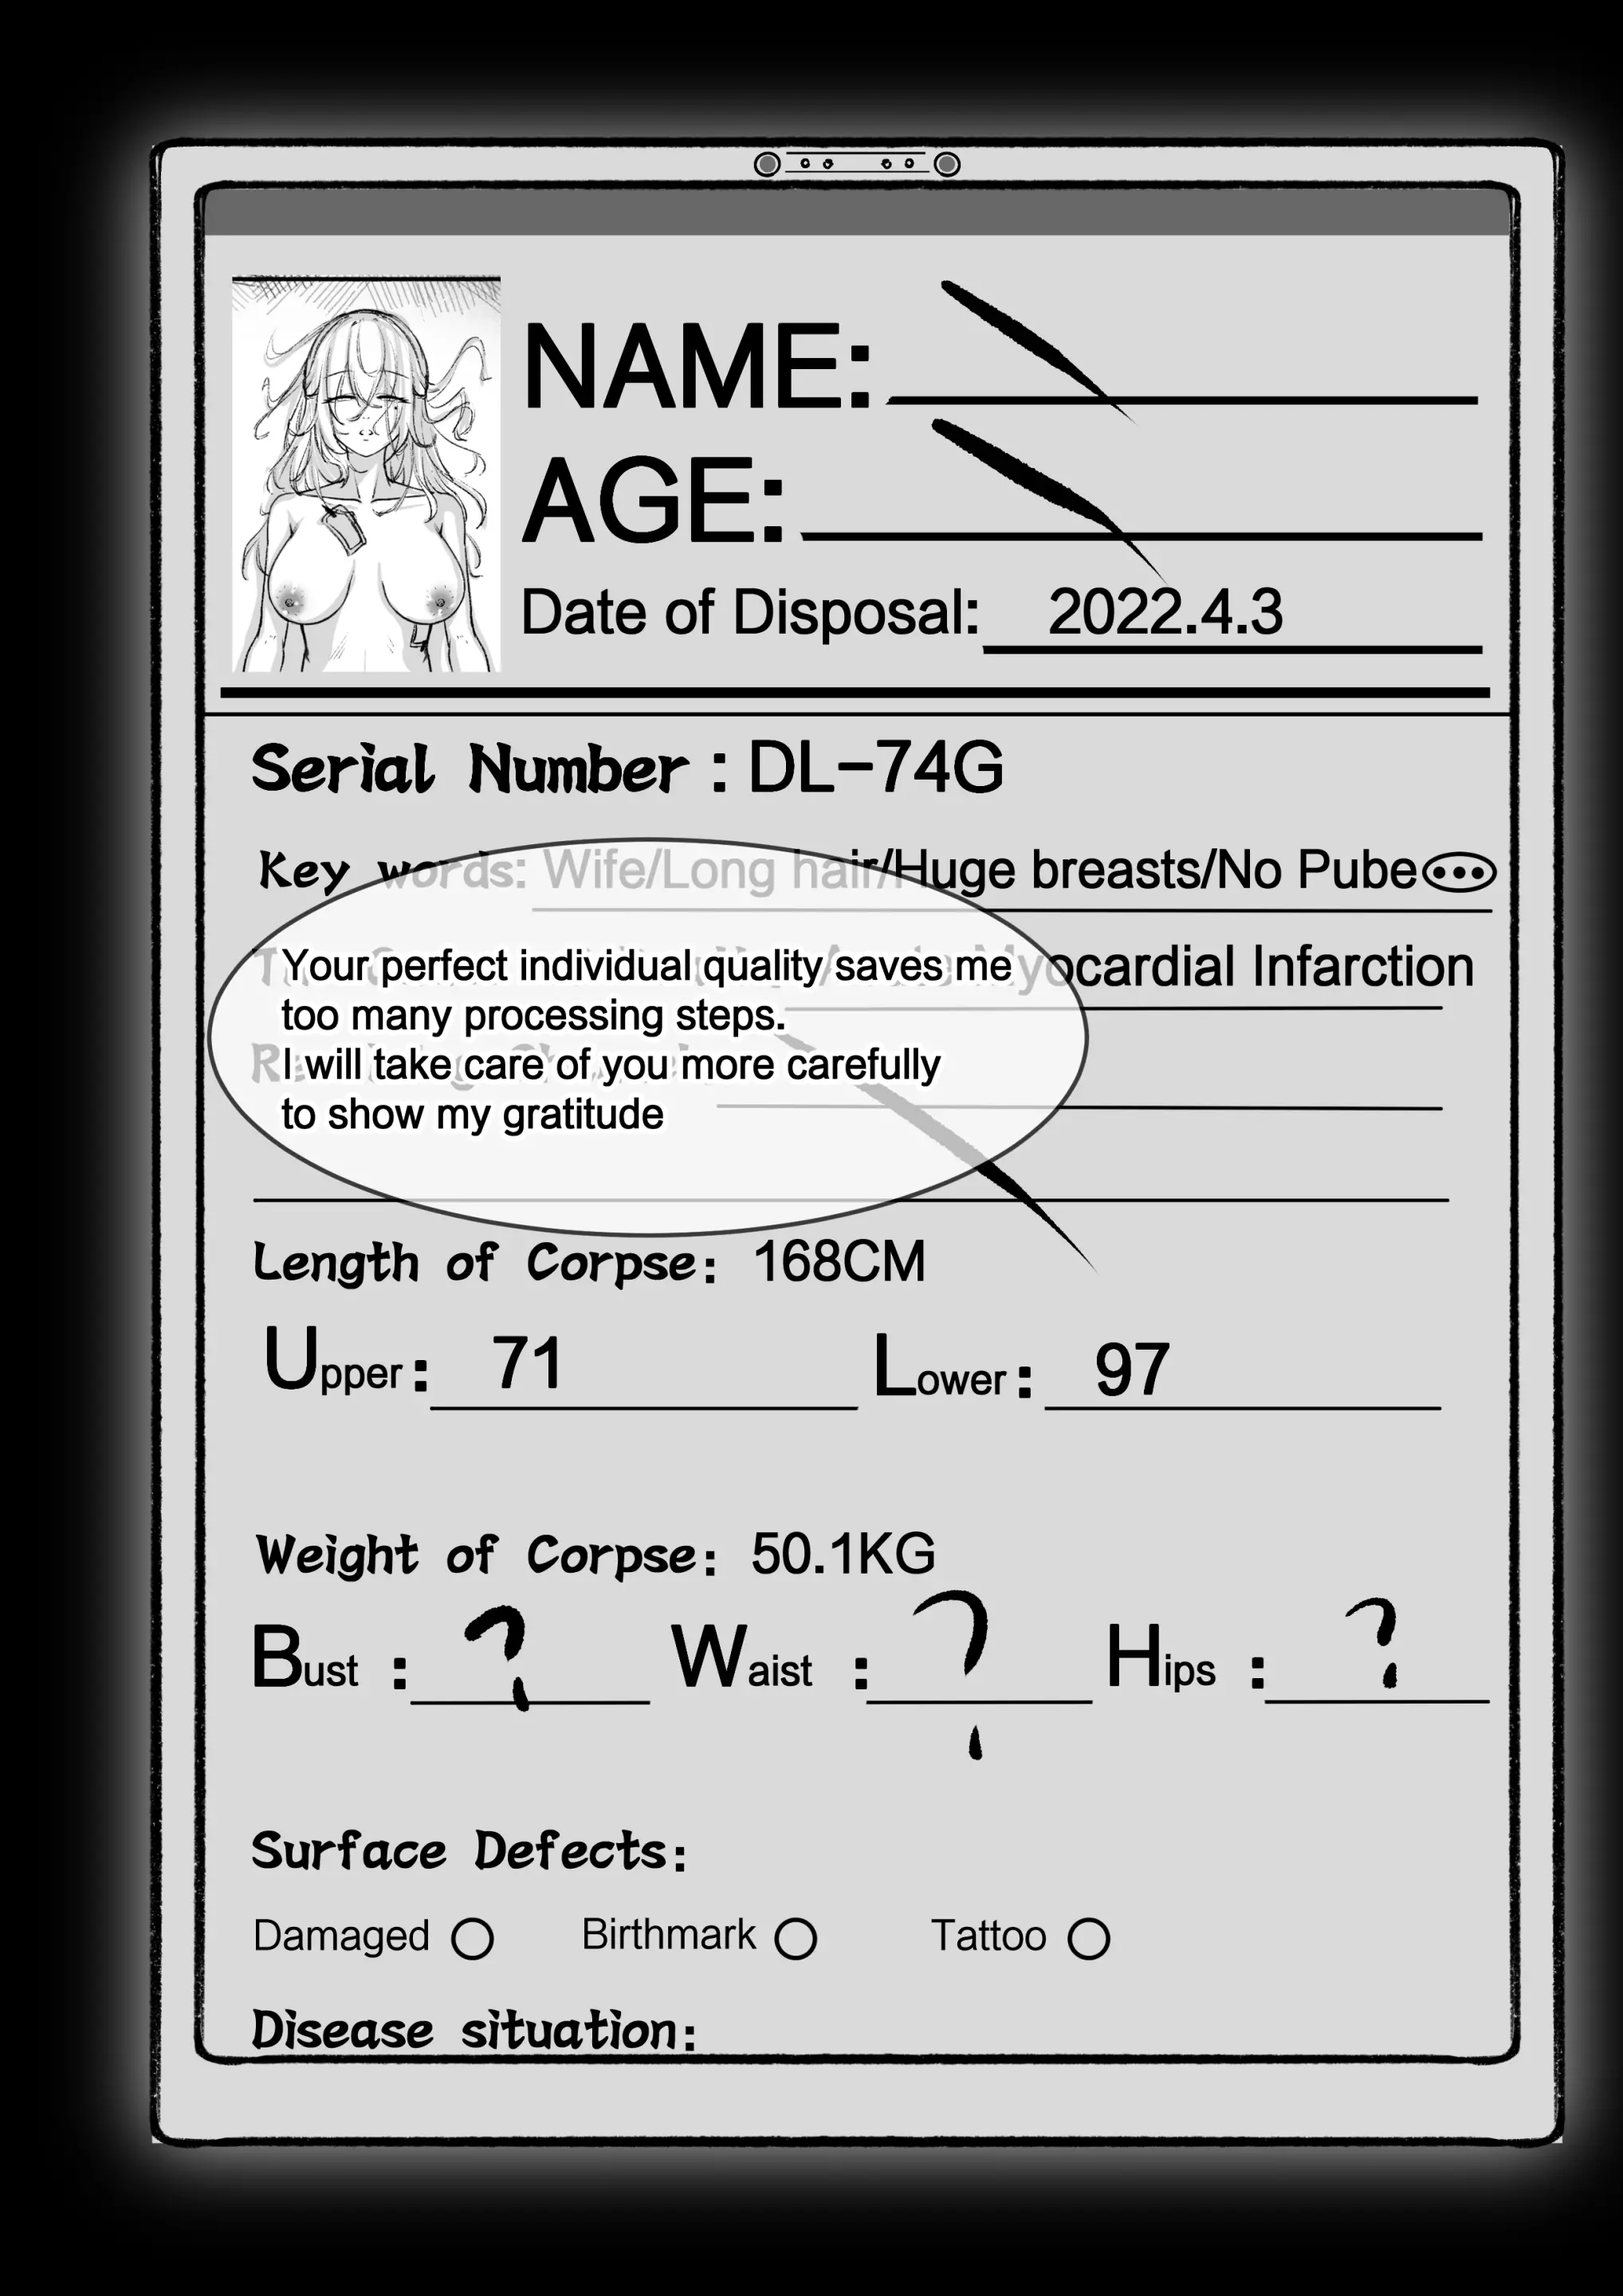 NAME:
AGE:
Date of Disposal: 2022.4.3
Serial Number : DL-74G
Key words: Wife/Long hair/Huge breasts/No Pube...
Myocardial Infarction
Your perfect individual quality saves me
too many processing steps.
I will take care of you more carefully
to show my gratitude
Length of Corpse: 168CM
Upper: 71 Lower: 97
Weight of Corpse: 50.1KG
Bust : ? Waist : ? Hips : ?
Surface Defects:
Damaged Birthmark Tattoo
Disease situation: